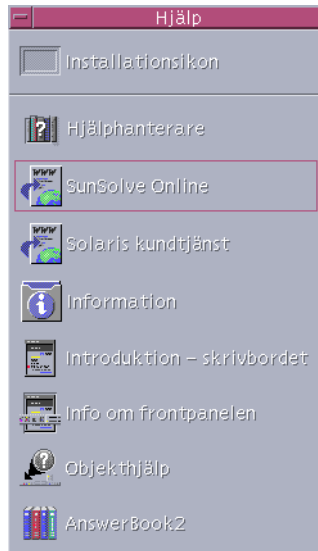 Hjälp
Installationsikon
Hjälphanterare
SunSolve Online
Solaris kundtjänst
Information
Introduktion – skrivbordet
Info om frontpanelen
Objekthjälp
AnswerBook2